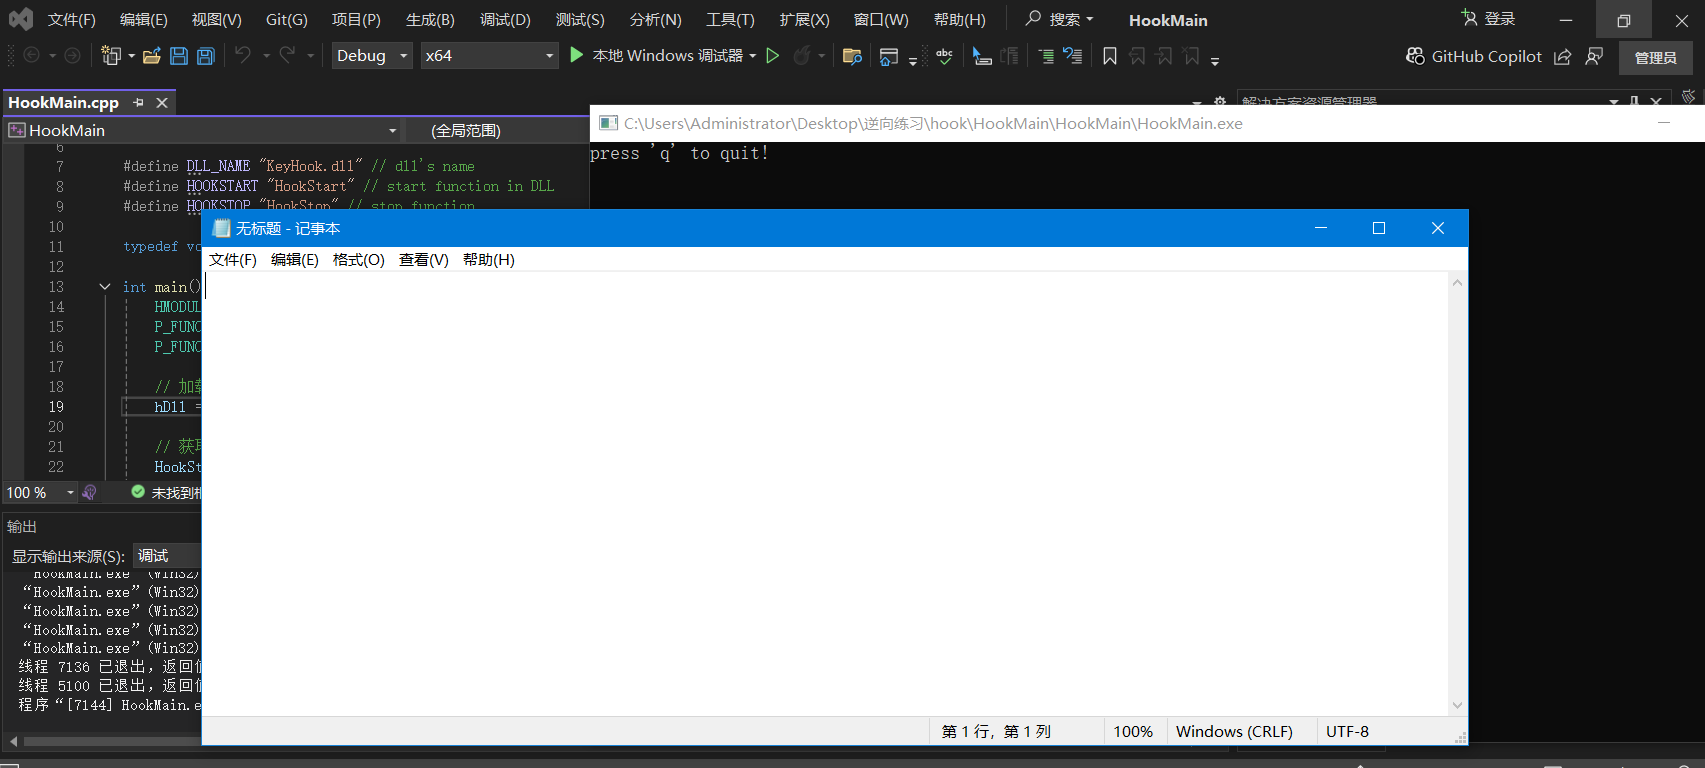 文件(F) 编辑(E) 视图(V) Git(G) 项目(P) 生成(B) 调试(D) 测试(S) 分析(N) 工具(T) 扩展(X) 窗口(W) 帮助(H) 搜索 HookMain 登录
Debug x64 本地 Windows 调试器 abc GitHub Copilot 管理员
HookMain.cpp 解决方案资源管理器
HookMain (全局范围)
C:\Users\Administrator\Desktop\逆向练习\hook\HookMain\HookMain\HookMain.exe
press 'q' to quit!
6
7 #define DLL_NAME "KeyHook.dll" // dll's name
8 #define HOOKSTART "HookStart" // start function in DLL
9 #define HOOKSTOP "HookStop" // stop function
10
11 typedef vo
12
13 int main()
14 HMODUL
15 P_FUNC
16 P_FUNC
17
18 // 加载
19 hDll =
20
21 // 获取
22 HookSt
100 % 未找到相
无标题 - 记事本
文件(F) 编辑(E) 格式(O) 查看(V) 帮助(H)
第 1 行，第 1 列 100% Windows (CRLF) UTF-8
输出
显示输出来源(S): 调试
"HookMain.exe" (Win32)
“HookMain.exe” (Win32)
“HookMain.exe” (Win32)
“HookMain.exe” (Win32)
“HookMain.exe” (Win32)
线程 7136 已退出，返回值
线程 5100 已退出，返回值
程序“[7144] HookMain.e